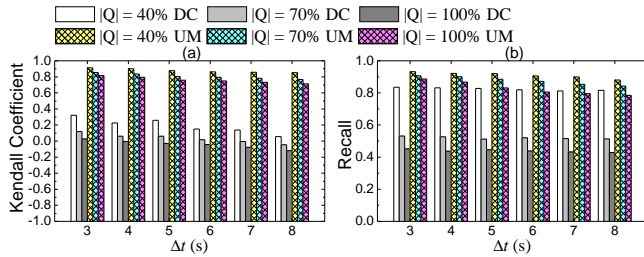 |Q| = 40% DC |Q| = 70% DC |Q| = 100% DC
|Q| = 40% UM |Q| = 70% UM |Q| = 100% UM
(a)
Kendall Coefficient
1.0
0.8
0.6
0.4
0.2
0.0
-0.2
-0.4
-0.6
-0.8
-1.0
3 4 5 6 7 8
Δt (s)
(b)
Recall
1.0
0.8
0.6
0.4
0.2
0.0
3 4 5 6 7 8
Δt (s)